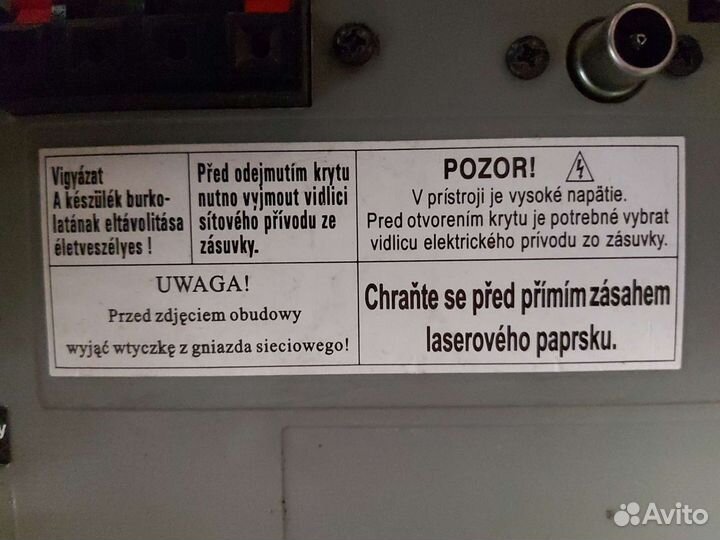 Vigyázat
A készülék burko-
latának eltávolitása
életveszélyes !
Před odejmutím krytu
nutno vyjmout vidlici
sítového přívodu ze
zásuvky.
POZOR!
V prístroji je vysoké napätie.
Pred otvorením krytu je potrebné vybrat
vidlicu elektrického prívodu zo zásuvky.
UWAGA!
Przed zdjęciem obudowy
wyjąć wtyczkę z gniazda sieciowego!
Chraňte se před přímím zásahem
laserového paprsku.
y
Avito